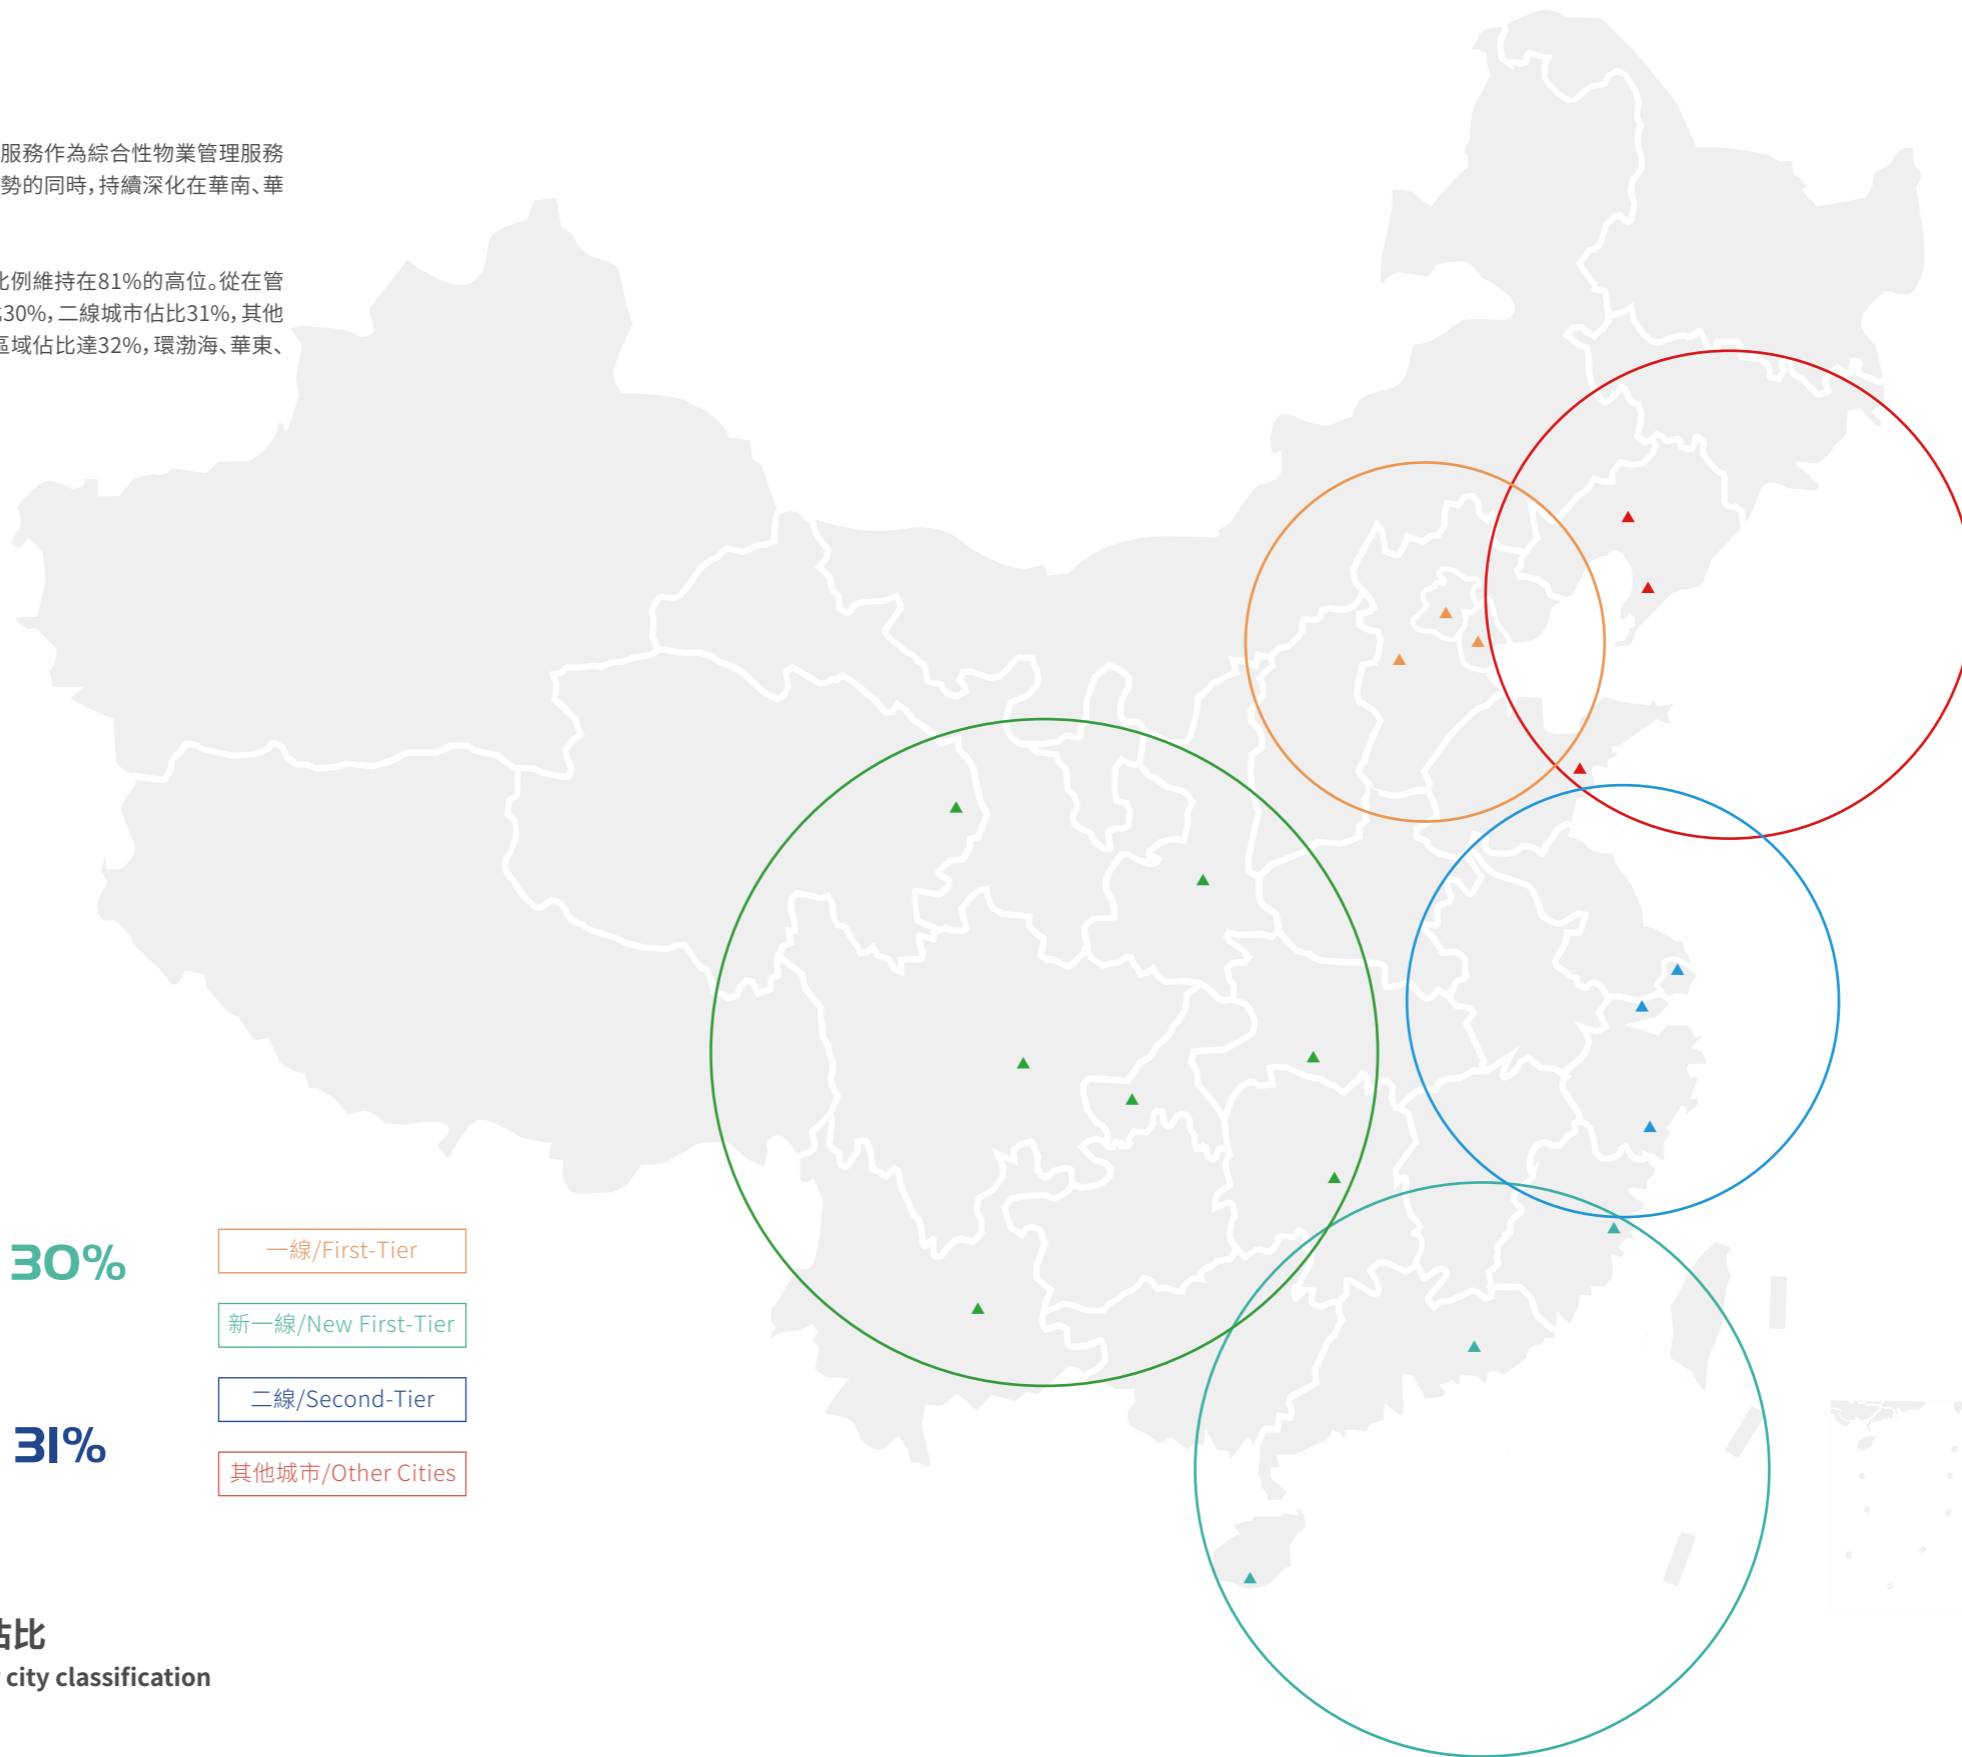 服務作為綜合性物業管理服務
勢的同時，持續深化在華南、華
比例維持在81%的高位。從在管
30%，二線城市佔比31%，其他
區域佔比達32%，環渤海、華東、
30%
31%
一線/First-Tier
新一線/New First-Tier
二線/Second-Tier
其他城市/Other Cities
佔比
city classification